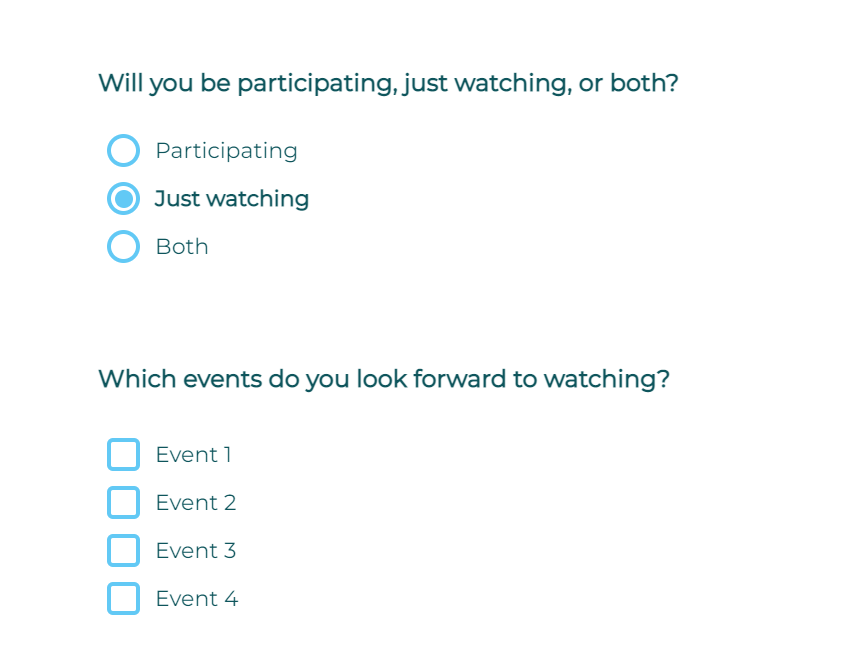 Will you be participating, just watching, or both?
Participating
Just watching
Both
Which events do you look forward to watching?
Event 1
Event 2
Event 3
Event 4